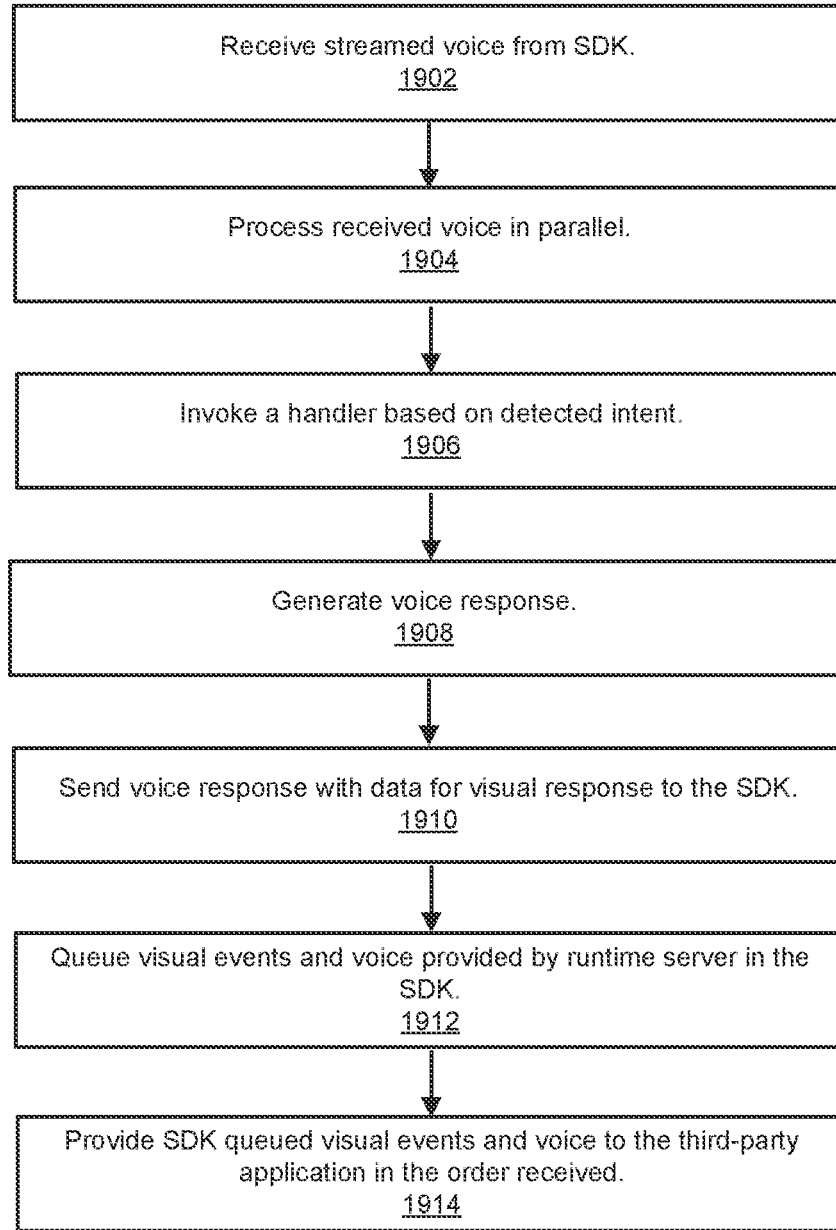 Receive streamed voice from SDK.
1902
Process received voice in parallel.
1904
Invoke a handler based on detected intent.
1906
Generate voice response.
1908
Send voice response with data for visual response to the SDK.
1910
Queue visual events and voice provided by runtime server in the
SDK.
1912
Provide SDK queued visual events and voice to the third-party
application in the order received.
1914